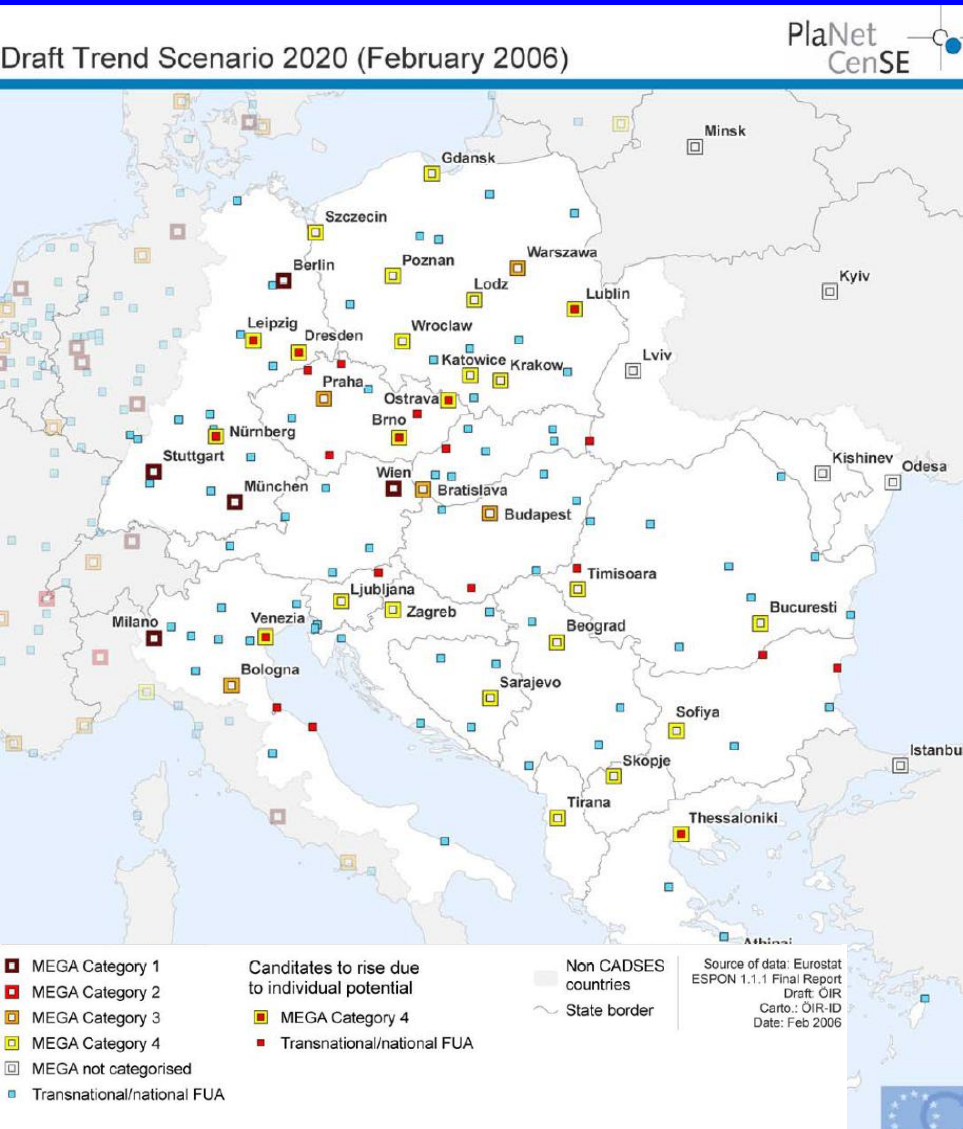 Draft Trend Scenario 2020 (February 2006)
PlaNet
CenSE
Minsk
Gdansk
Szczecin
Berlin
Poznan
Warszawa
Lodz
Kyiv
Lublin
Leipzig
Dresden
Wroclaw
Katowice
Krakow
Lviv
Praha
Ostrava
Brno
Nürnberg
Stuttgart
München
Wien
Bratislava
Budapest
Kishinev
Odesa
Ljubljana
Zagreb
Timisoara
Milano
Venezia
Beograd
Bucuresti
Bologna
Sarajevo
Sofiya
Skopje
Istanbu
Tirana
Thessaloniki
Athinai
MEGA Category 1
MEGA Category 2
MEGA Category 3
MEGA Category 4
MEGA not categorised
Transnational/national FUA
Canditates to rise due
to individual potential
MEGA Category 4
Transnational/national FUA
Non CADSES
countries
State border
Source of data: Eurostat
ESPON 1.1.1 Final Report
Draft: ÖIR
Carto.: ÖIR-ID
Date: Feb 2006